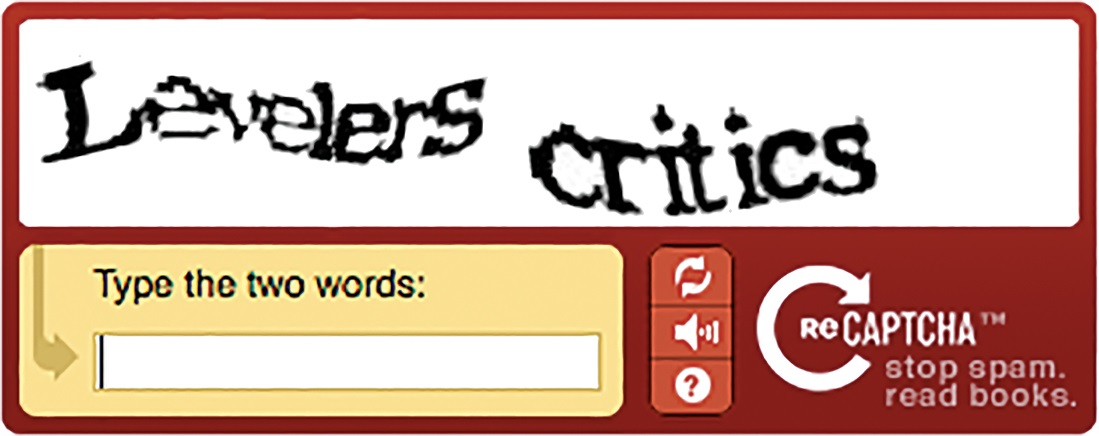 Levelers critics
Type the two words:
?
ReCAPTCHA™
stop spam.
read books.